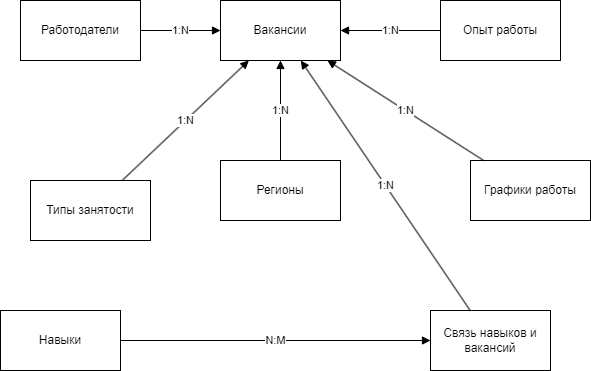 Работодатели
1:N
Вакансии
1:N
Опыт работы
1:N
1:N
1:N
Типы занятости
Регионы
1:N
Графики работы
Навыки
N:M
Связь навыков и
вакансий